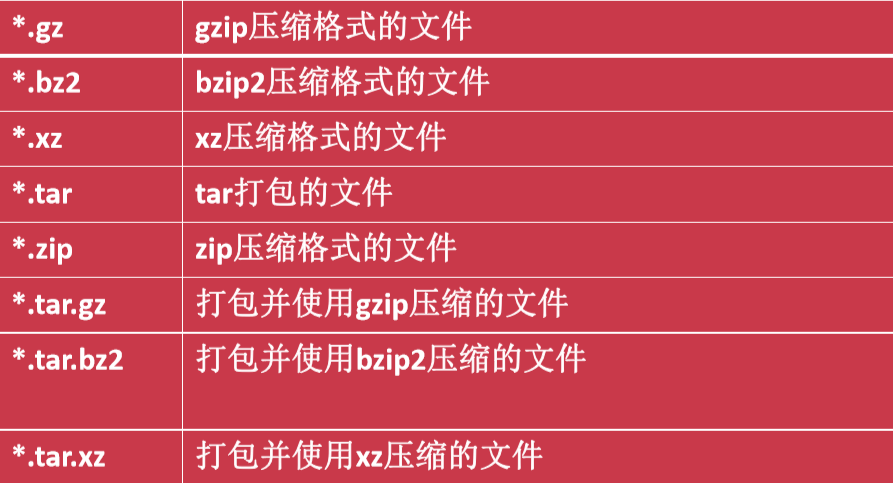 *.gz gzip压缩格式的文件
*.bz2 bzip2压缩格式的文件
*.xz xz压缩格式的文件
*.tar tar打包的文件
*.zip zip压缩格式的文件
*.tar.gz 打包并使用gzip压缩的文件
*.tar.bz2 打包并使用bzip2压缩的文件
*.tar.xz 打包并使用xz压缩的文件